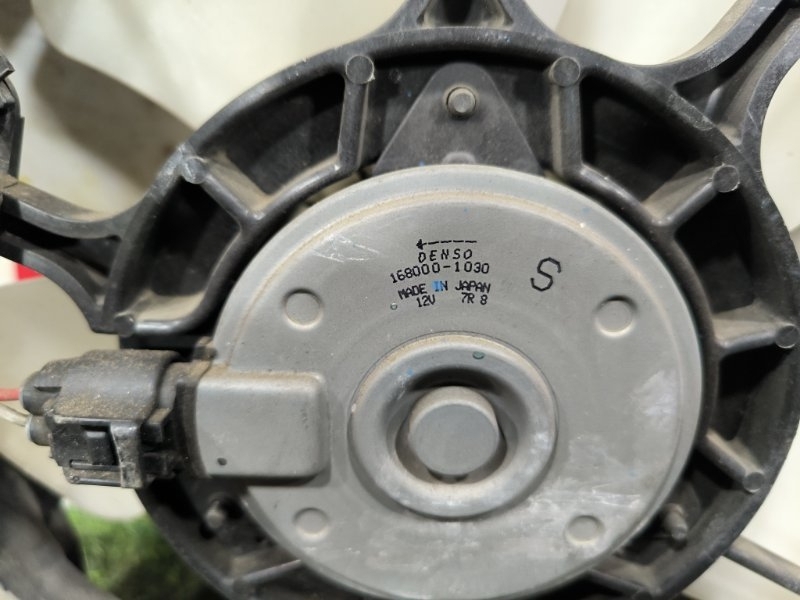 DENSO
168000-1030
S
MADE IN JAPAN
12V 7R 8